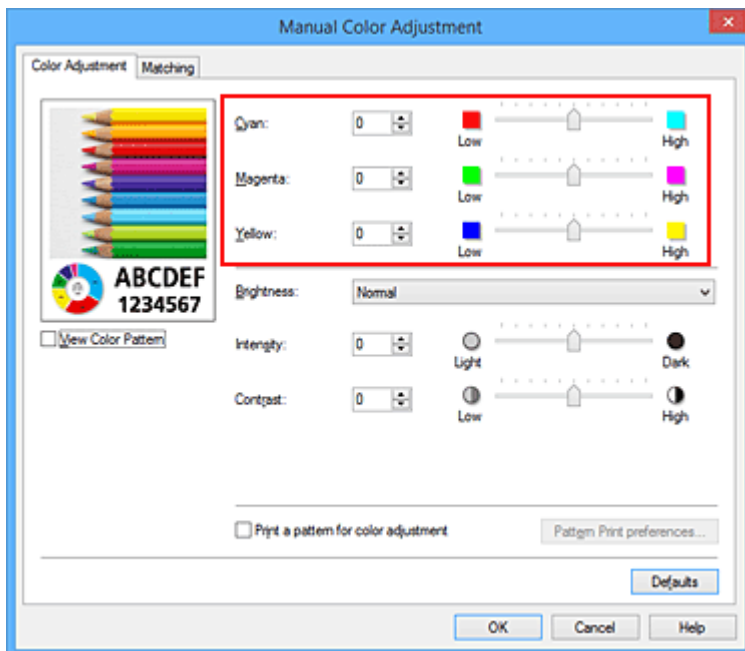 Manual Color Adjustment
Color Adjustment Matching
Cyan: 0 Low High
Magenta: 0 Low High
Yellow: 0 Low High
ABCDEF
1234567
View Color Pattern
Brightness: Normal
Intensity: 0 Light Dark
Contrast: 0 Low High
Print a pattern for color adjustment Pattern Print preferences...
Defaults
OK Cancel Help